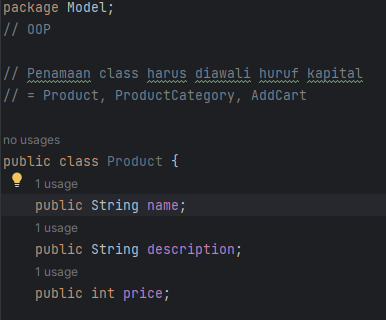 package Model;
// OOP
// Penamaan class harus diawali huruf kapital
// = Product, ProductCategory, AddCart
no usages
public class Product {
1 usage
public String name;
1 usage
public String description;
1 usage
public int price;